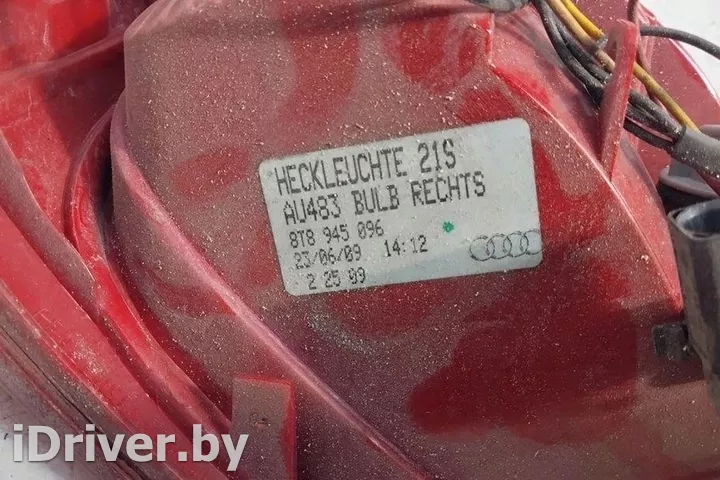 HECKLEUCHTE 21S
AU483 BULB RECHTS
8T8 945 096
23/06/09 14:12
2 25 09
iDriver.by